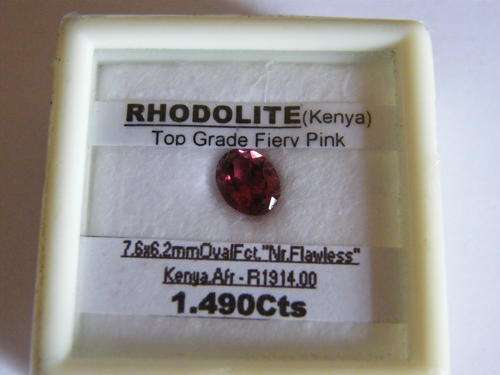 RHODOLITE(Kenya)
Top Grade Fiery Pink
7.6x6.2mmOvalFct."Nr.Flawless"
Kenya.Afr - R1914.00
1.490Cts